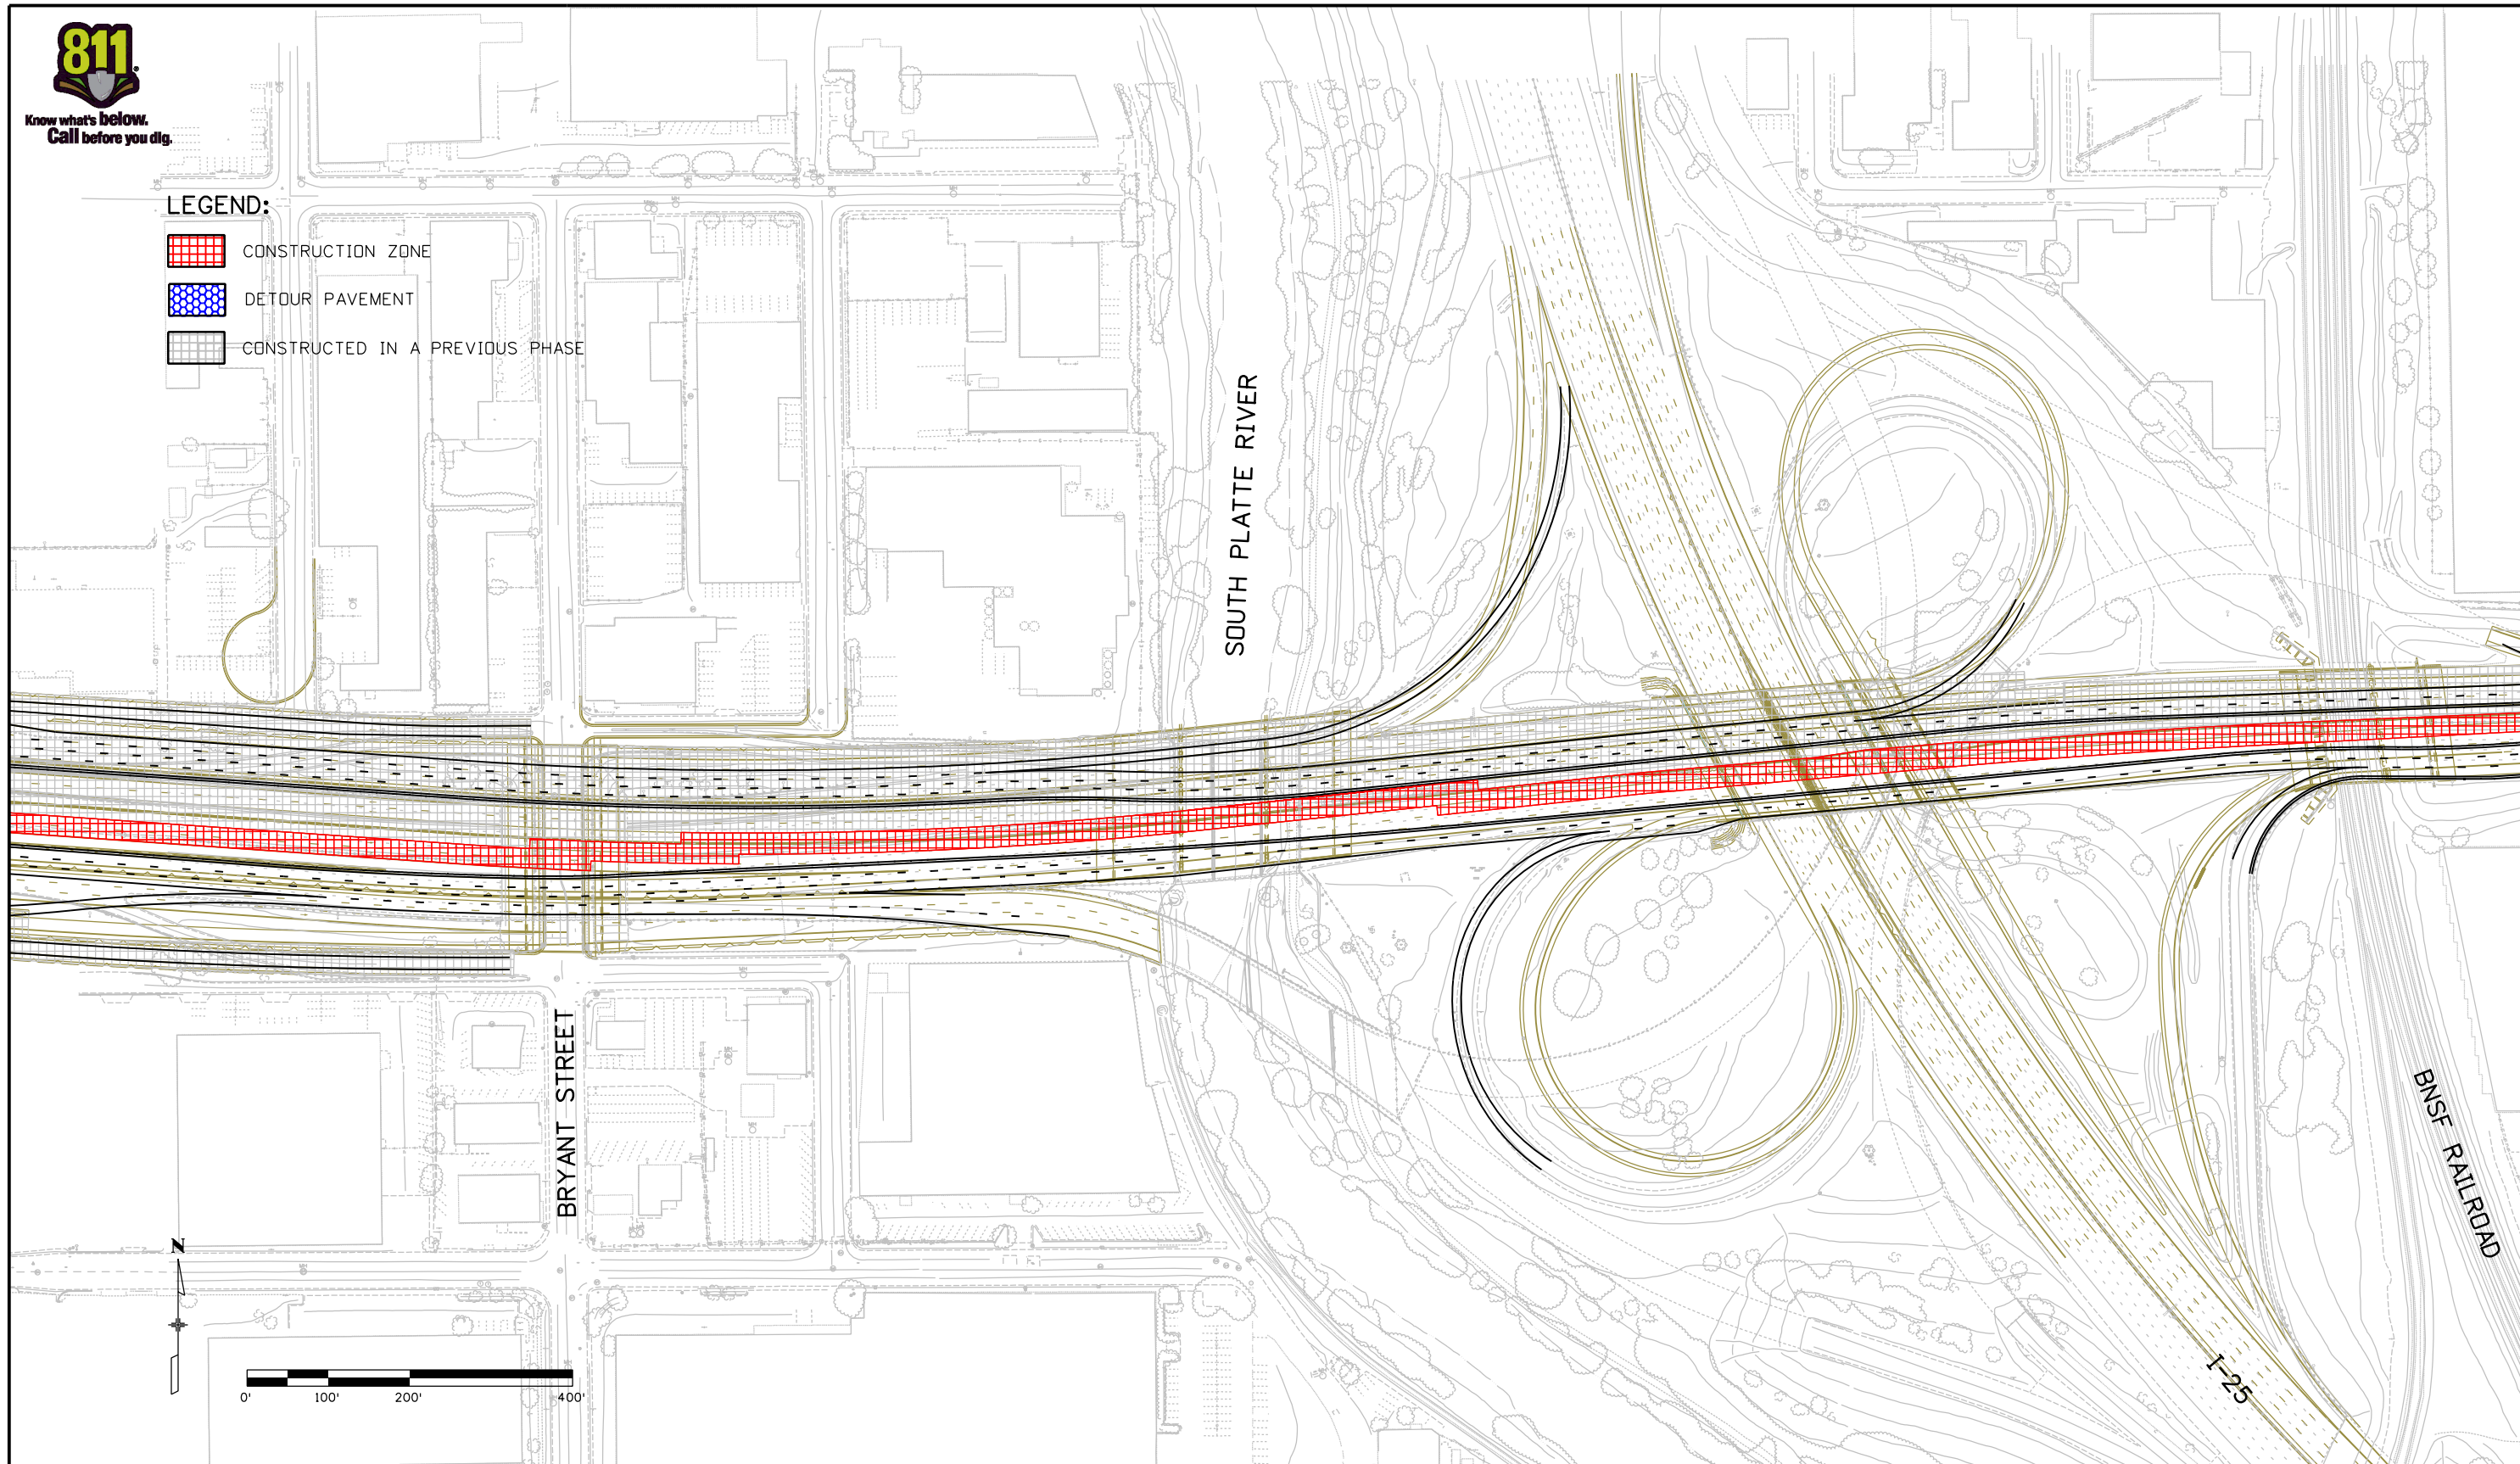 811
Know what's below.
Call before you dig.
LEGEND:
CONSTRUCTION ZONE
DETOUR PAVEMENT
CONSTRUCTED IN A PREVIOUS PHASE
SOUTH PLATTE RIVER
BRYANT STREET
BNSF RAILROAD
I-25
N
0' 100' 200' 400'